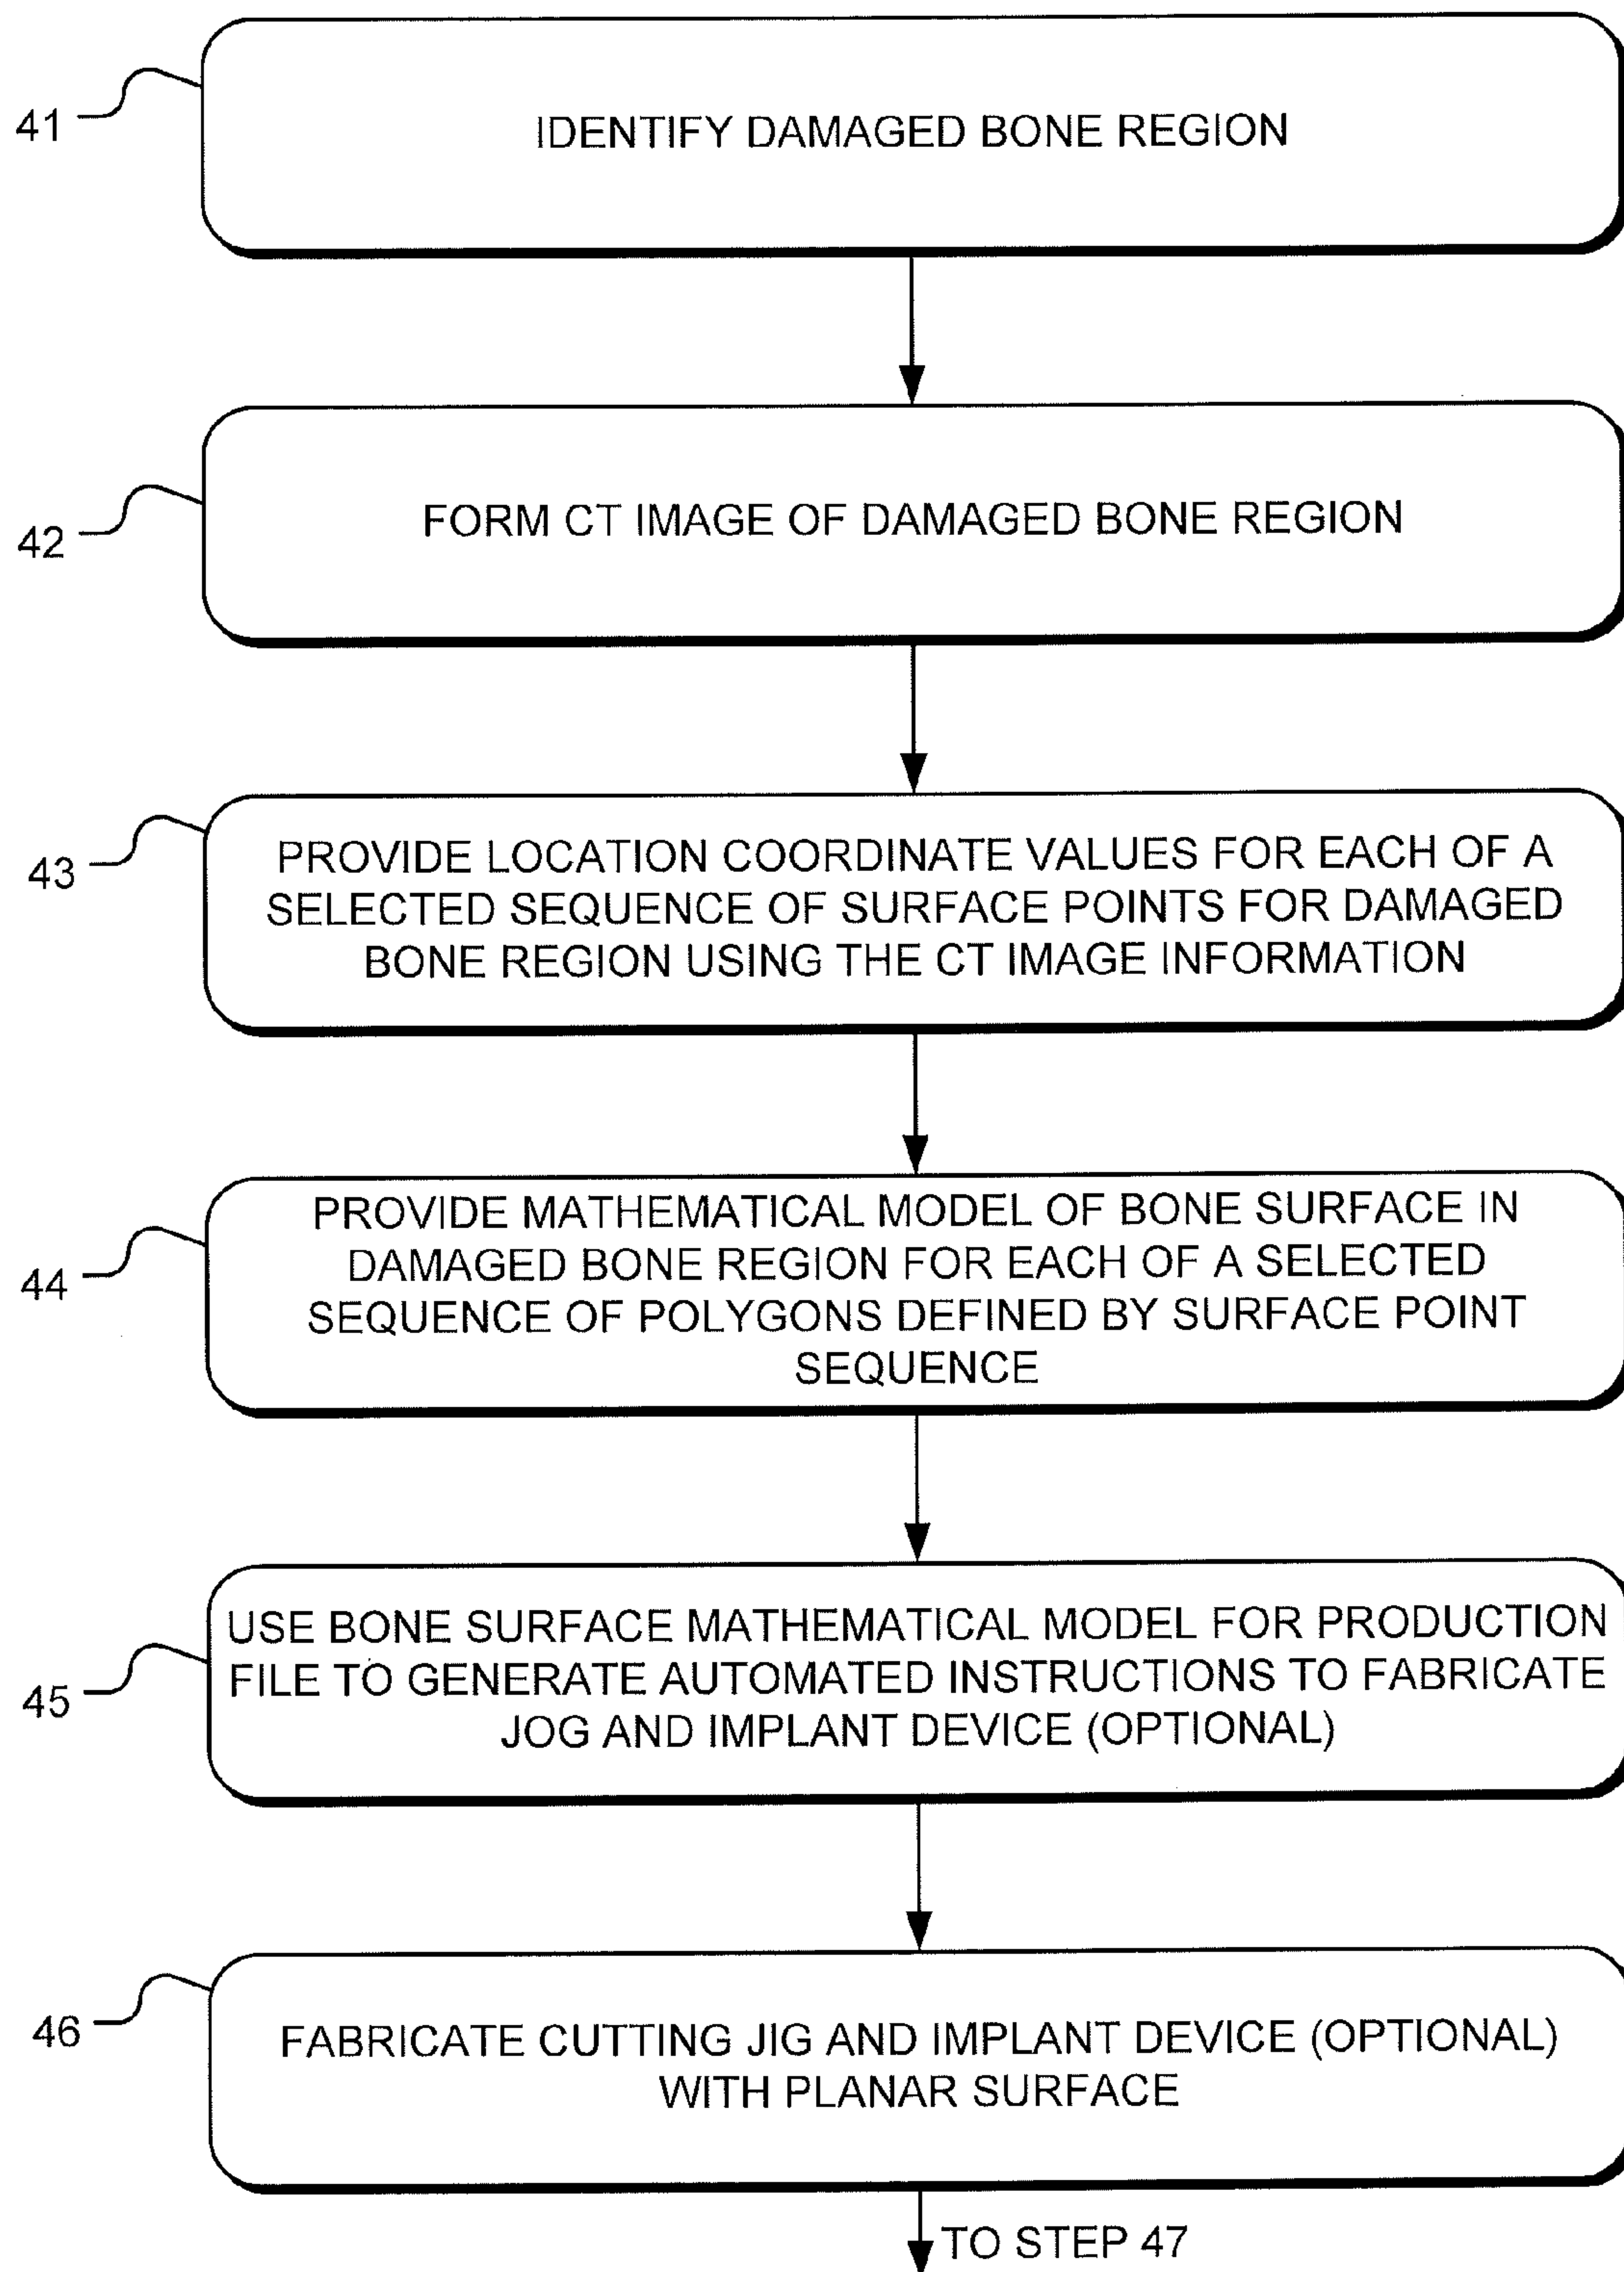 41
IDENTIFY DAMAGED BONE REGION
42
FORM CT IMAGE OF DAMAGED BONE REGION
43
PROVIDE LOCATION COORDINATE VALUES FOR EACH OF A
SELECTED SEQUENCE OF SURFACE POINTS FOR DAMAGED
BONE REGION USING THE CT IMAGE INFORMATION
44
PROVIDE MATHEMATICAL MODEL OF BONE SURFACE IN
DAMAGED BONE REGION FOR EACH OF A SELECTED
SEQUENCE OF POLYGONS DEFINED BY SURFACE POINT
SEQUENCE
45
USE BONE SURFACE MATHEMATICAL MODEL FOR PRODUCTION
FILE TO GENERATE AUTOMATED INSTRUCTIONS TO FABRICATE
JOG AND IMPLANT DEVICE (OPTIONAL)
46
FABRICATE CUTTING JIG AND IMPLANT DEVICE (OPTIONAL)
WITH PLANAR SURFACE
TO STEP 47